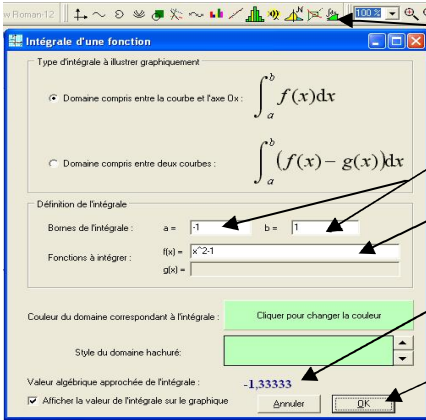 w Roman-12 100 %
Intégrale d'une fonction
Type d'intégrale à illustrer graphiquement
Domaine compris entre la courbe et l'axe Ox : ∫_a^b f(x)dx
Domaine compris entre deux courbes : ∫_a^b (f(x) – g(x))dx
Définition de l'intégrale
Bornes de l'intégrale : a = -1 b = 1
Fonctions à intégrer : f(x) = x^2-1
g(x) =
Couleur du domaine correspondant à l'intégrale : Cliquer pour changer la couleur
Style du domaine hachuré:
Valeur algébrique approchée de l'intégrale : -1,33333
Afficher la valeur de l'intégrale sur le graphique Annuler OK